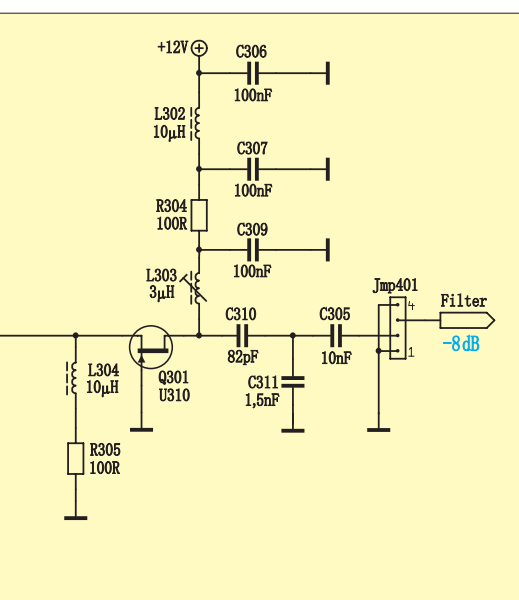 +12V
C306
100nF
L302
10µH
C307
100nF
R304
100R
C309
100nF
L303
3µH
Jmp401
4
1
Filter
-8dB
C310
82pF
C305
10nF
C311
1,5nF
L304
10µH
Q301
U310
R305
100R